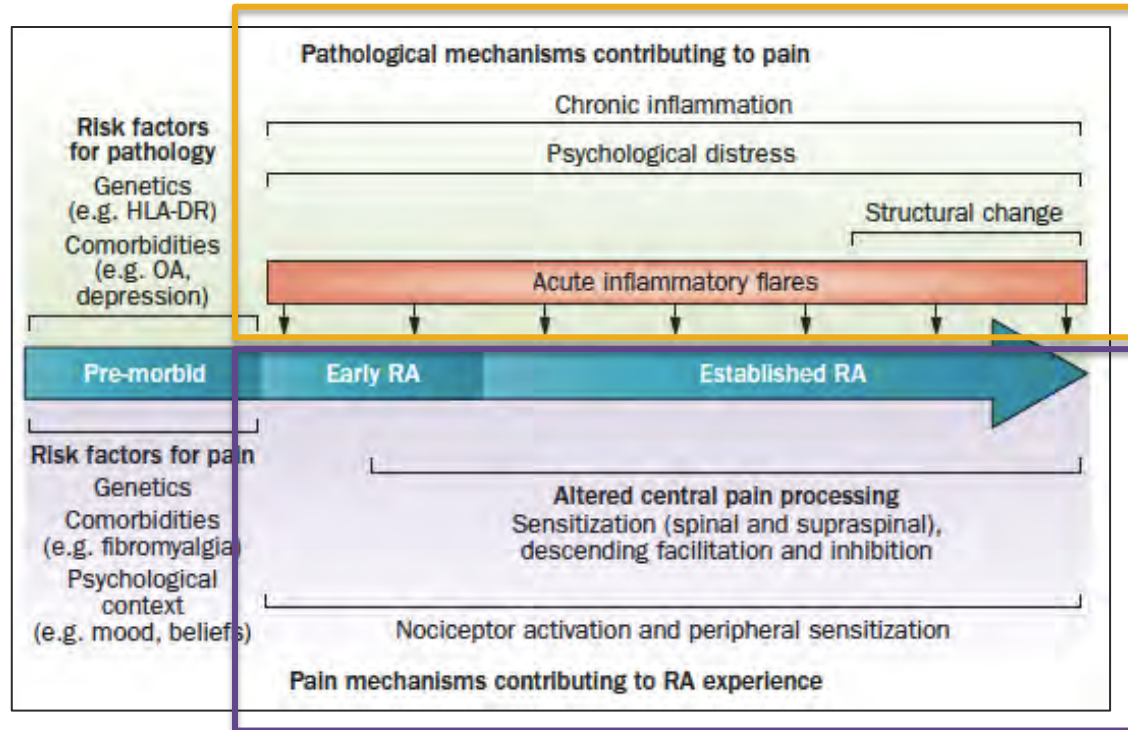 Pathological mechanisms contributing to pain
Chronic inflammation
Psychological distress
Structural change
Acute inflammatory flares
Risk factors
for pathology
Genetics
(e.g. HLA-DR)
Comorbidities
(e.g. OA,
depression)
Pre-morbid
Early RA
Established RA
Risk factors for pain
Genetics
Comorbidities
(e.g. fibromyalgia)
Psychological
context
(e.g. mood, beliefs)
Altered central pain processing
Sensitization (spinal and supraspinal),
descending facilitation and inhibition
Nociceptor activation and peripheral sensitization
Pain mechanisms contributing to RA experience